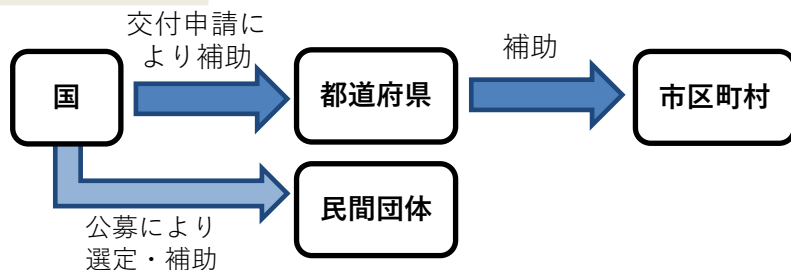 交付申請に
より補助
補助
国
都道府県
市区町村
民間団体
公募により
選定・補助